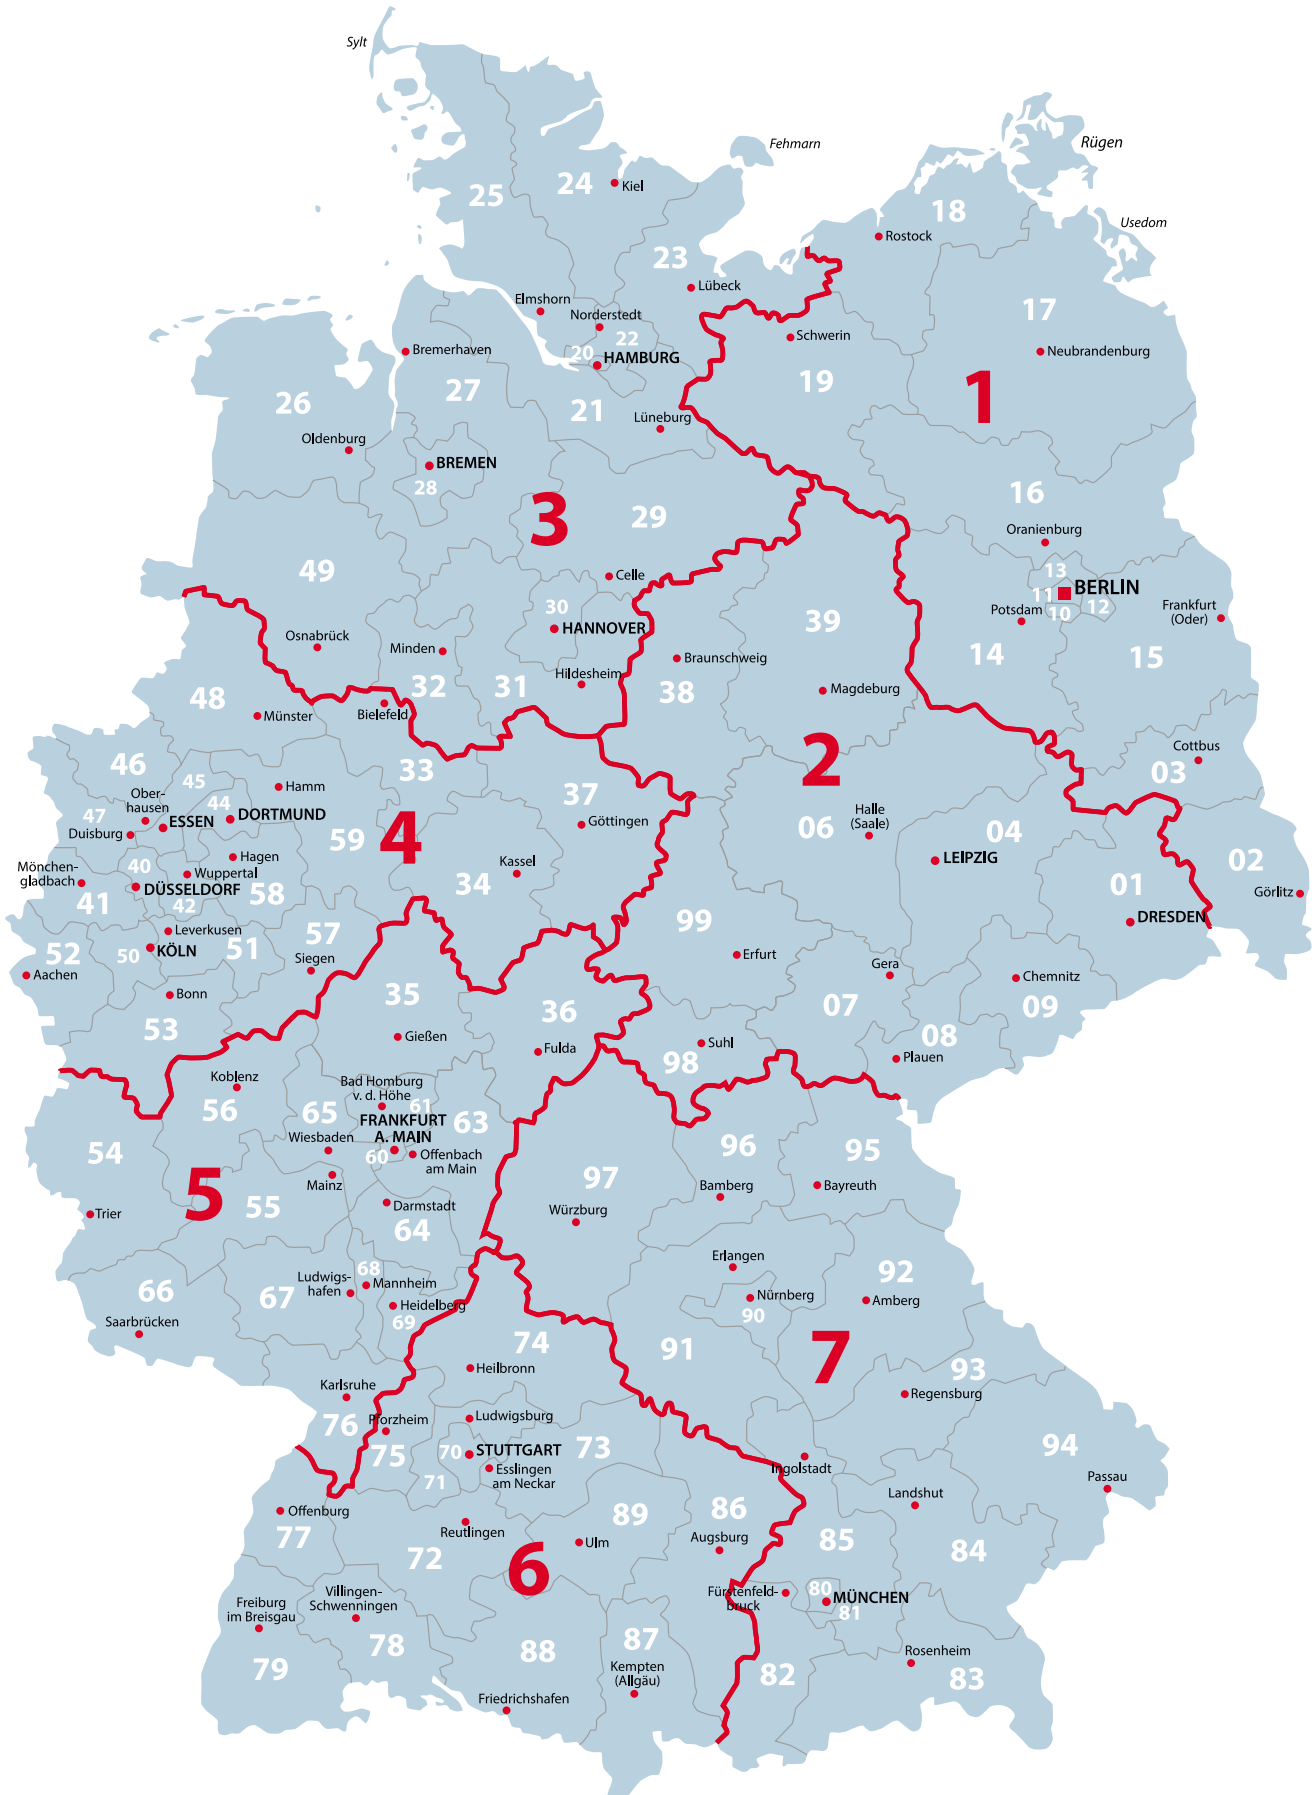 Sylt
Fehmarn
Rügen
24
Kiel
25
18
Rostock
Usedom
23
Lübeck
Elmshorn
Norderstedt
17
22
Schwerin
20
HAMBURG
Bremerhaven
Neubrandenburg
19
1
27
26
21
Lüneburg
Oldenburg
BREMEN
28
16
3
29
Oranienburg
49
13
Celle
BERLIN
11
12
10
Potsdam
Frankfurt
(Oder)
30
HANNOVER
39
Osnabrück
Minden
Braunschweig
14
15
Hildesheim
32
31
38
Magdeburg
48
Münster
Bielefeld
Cottbus
46
33
2
03
45
Hamm
37
Ober-
hausen
44
47
DORTMUND
ESSEN
Duisburg
Göttingen
Halle
(Saale)
06
04
59
4
Hagen
LEIPZIG
40
Mönchen-
gladbach
Wuppertal
Kassel
02
DÜSSELDORF
34
01
Görlitz
41
42
58
DRESDEN
Leverkusen
57
99
52
50
KÖLN
51
Siegen
Erfurt
Gera
Aachen
Chemnitz
Bonn
35
36
07
09
53
Gießen
08
Fulda
Suhl
98
Plauen
Koblenz
56
Bad Homburg
v. d. Höhe
61
65
FRANKFURT
A. MAIN
63
Wiesbaden
96
54
60
Offenbach
am Main
95
97
Mainz
Bamberg
Bayreuth
5
55
Darmstadt
Trier
Würzburg
64
Erlangen
68
92
Ludwigs-
hafen
Mannheim
66
67
Nürnberg
Amberg
Heidelberg
90
69
Saarbrücken
74
91
7
Heilbronn
93
Karlsruhe
Regensburg
76
Pforzheim
Ludwigsburg
75
70
STUTTGART
73
94
Ingolstadt
71
Esslingen
am Neckar
Passau
Landshut
Offenburg
86
89
77
Reutlingen
Augsburg
85
72
Ulm
84
6
Villingen-
Schwenningen
Fürstenfeld-
bruck
80
MÜNCHEN
Freiburg
im Breisgau
81
78
88
87
Rosenheim
79
Kempten
(Allgäu)
82
83
Friedrichshafen